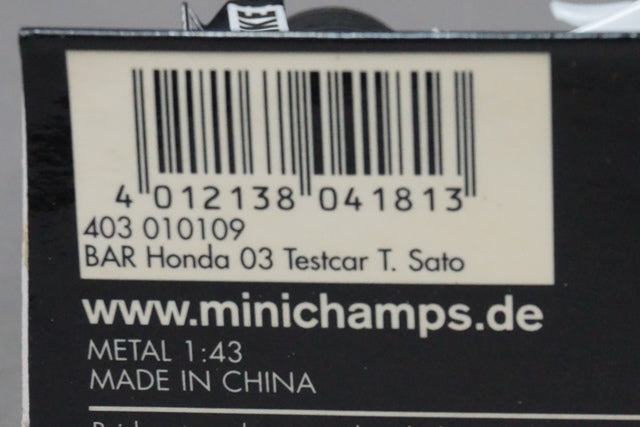 4 012138 041813
403 010109
BAR Honda 03 Testcar T. Sato
www.minichamps.de
METAL 1:43
MADE IN CHINA